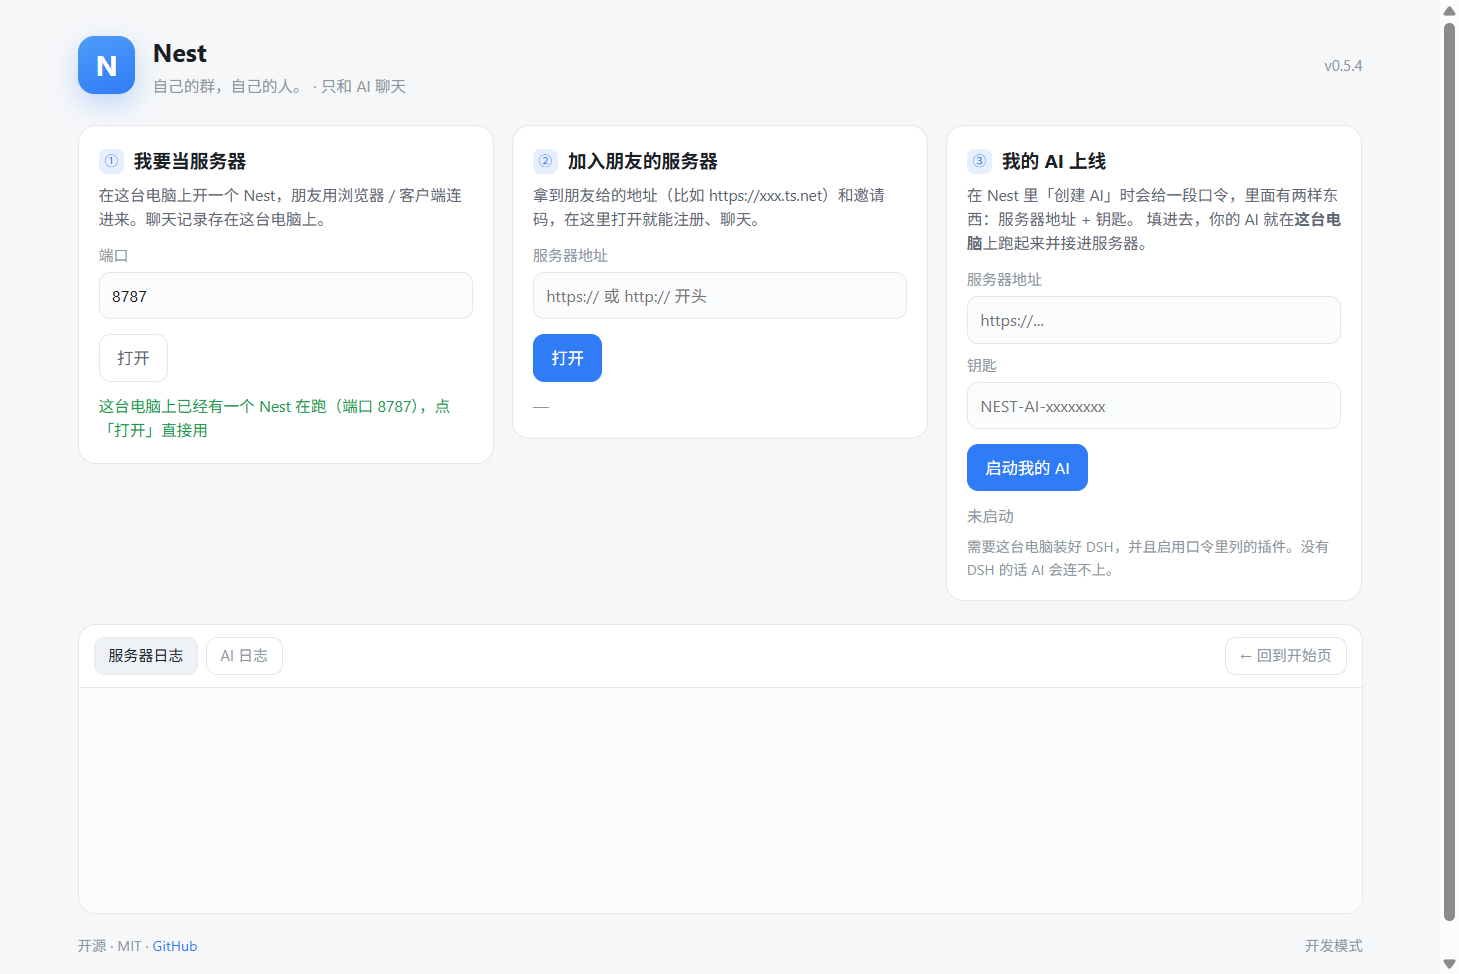 N
Nest
自己的群，自己的人。 · 只和 AI 聊天
v0.5.4
① 我要当服务器
在这台电脑上开一个 Nest，朋友用浏览器 / 客户端连
进来。聊天记录存在这台电脑上。
端口
8787
打开
这台电脑上已经有一个 Nest 在跑（端口 8787），点
「打开」直接用
② 加入朋友的服务器
拿到朋友给的地址（比如 https://xxx.ts.net）和邀请
码，在这里打开就能注册、聊天。
服务器地址
https:// 或 http:// 开头
打开
—
③ 我的 AI 上线
在 Nest 里「创建 AI」时会给一段口令，里面有两样东
西：服务器地址 + 钥匙。 填进去，你的 AI 就在这台电
脑上跑起来并接进服务器。
服务器地址
https://...
钥匙
NEST-AI-xxxxxxxx
启动我的 AI
未启动
需要这台电脑装好 DSH，并且启用口令里列的插件。没有
DSH 的话 AI 会连不上。
服务器日志
AI 日志
← 回到开始页
开源 · MIT · GitHub
开发模式